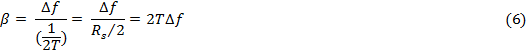 β = Δf / (1/2T) = Δf / (R_s/2) = 2TΔf (6)